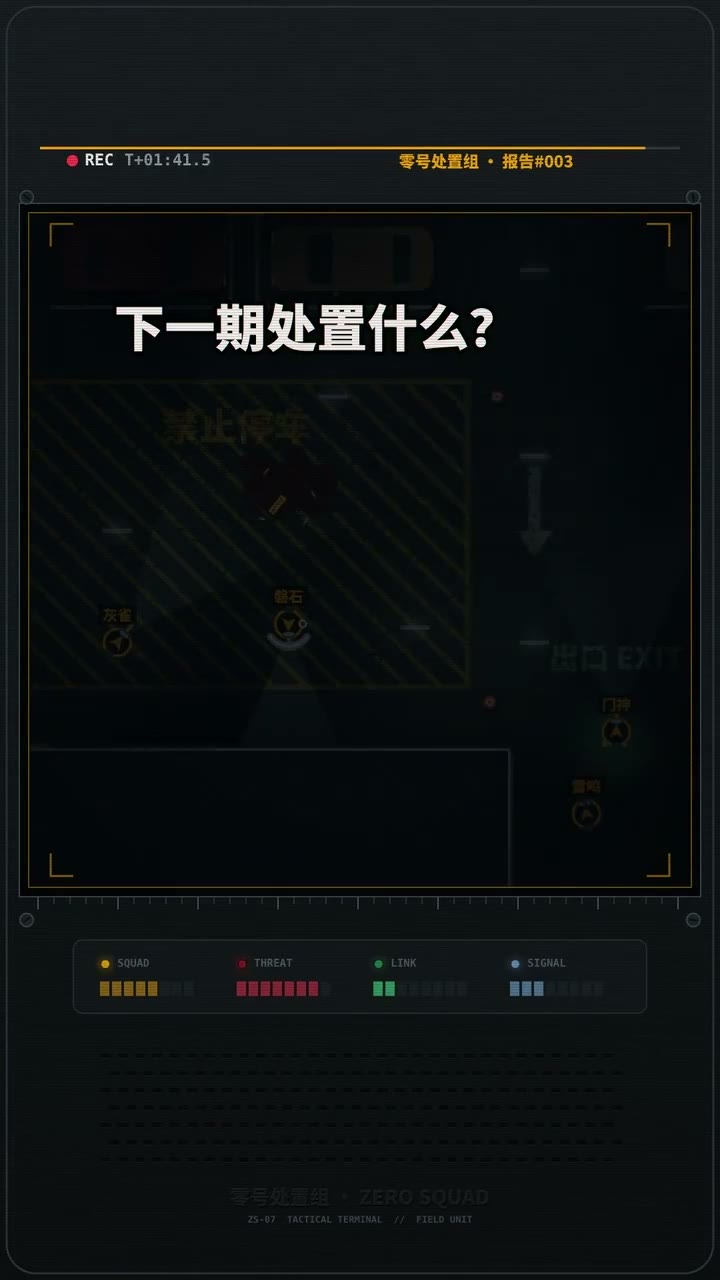 REC T+01:41.5
零号处置组 · 报告#003
下一期处置什么?
禁止停车
磐石
灰雀
出口 EXIT
门神
雷鸣
SQUAD
THREAT
LINK
SIGNAL
零号处置组 · ZERO SQUAD
ZS-07 TACTICAL TERMINAL // FIELD UNIT